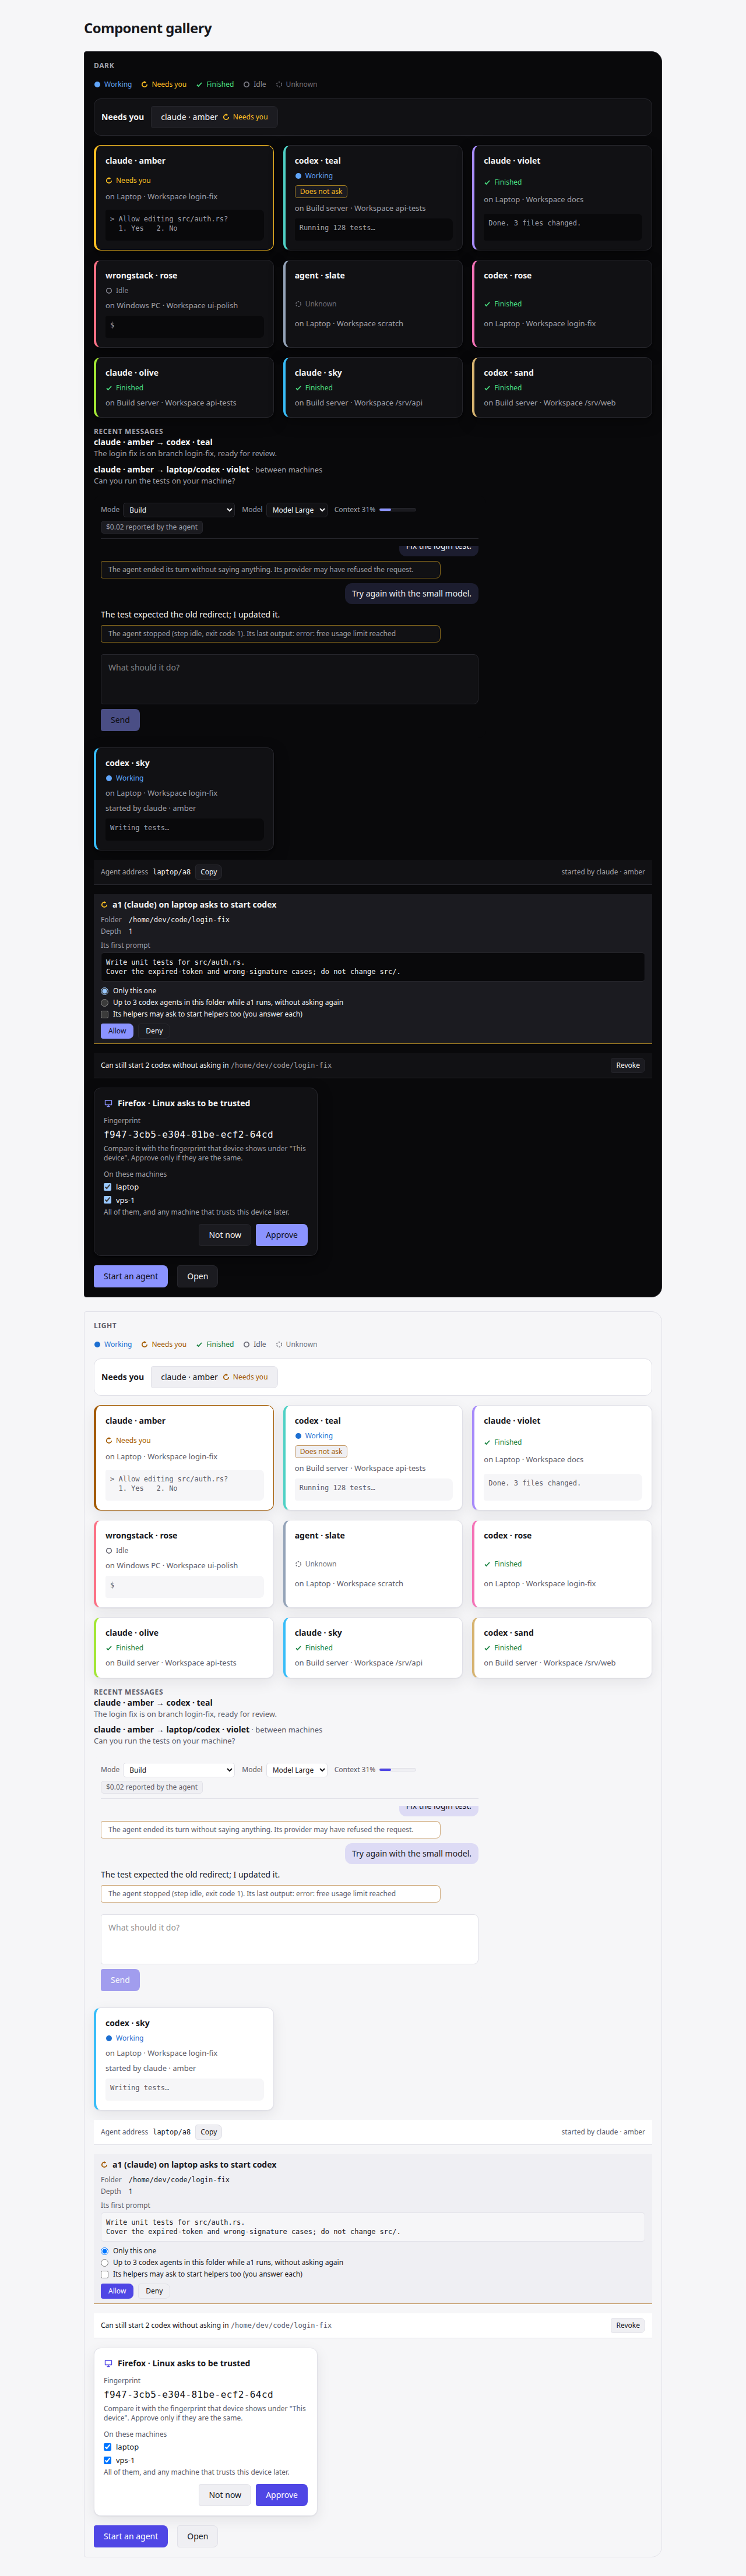 Component gallery
DARK
Working Needs you Finished Idle Unknown
Needs you claude · amber Needs you
claude · amber
Needs you
on Laptop · Workspace login-fix
> Allow editing src/auth.rs?
1. Yes 2. No
codex · teal
Working
Does not ask
on Build server · Workspace api-tests
Running 128 tests…
claude · violet
Finished
on Laptop · Workspace docs
Done. 3 files changed.
wrongstack · rose
Idle
on Windows PC · Workspace ui-polish
$
agent · slate
Unknown
on Laptop · Workspace scratch
codex · rose
Finished
on Laptop · Workspace login-fix
claude · olive
Finished
on Build server · Workspace api-tests
claude · sky
Finished
on Build server · Workspace /srv/api
codex · sand
Finished
on Build server · Workspace /srv/web
RECENT MESSAGES
claude · amber → codex · teal
The login fix is on branch login-fix, ready for review.
claude · amber → laptop/codex · violet · between machines
Can you run the tests on your machine?
Mode Build Model Model Large Context 31%
$0.02 reported by the agent
Fix the login test.
The agent ended its turn without saying anything. Its provider may have refused the request.
Try again with the small model.
The test expected the old redirect; I updated it.
The agent stopped (step idle, exit code 1). Its last output: error: free usage limit reached
What should it do?
Send
codex · sky
Working
on Laptop · Workspace login-fix
started by claude · amber
Writing tests…
Agent address laptop/a8 Copy started by claude · amber
a1 (claude) on laptop asks to start codex
Folder /home/dev/code/login-fix
Depth 1
Its first prompt
Write unit tests for src/auth.rs.
Cover the expired-token and wrong-signature cases; do not change src/.
Only this one
Up to 3 codex agents in this folder while a1 runs, without asking again
Its helpers may ask to start helpers too (you answer each)
Allow Deny
Can still start 2 codex without asking in /home/dev/code/login-fix Revoke
Firefox · Linux asks to be trusted
Fingerprint
f947-3cb5-e304-81be-ecf2-64cd
Compare it with the fingerprint that device shows under "This
device". Approve only if they are the same.
On these machines
laptop
vps-1
All of them, and any machine that trusts this device later.
Not now Approve
Start an agent Open
LIGHT
Working Needs you Finished Idle Unknown
Needs you claude · amber Needs you
claude · amber
Needs you
on Laptop · Workspace login-fix
> Allow editing src/auth.rs?
1. Yes 2. No
codex · teal
Working
Does not ask
on Build server · Workspace api-tests
Running 128 tests…
claude · violet
Finished
on Laptop · Workspace docs
Done. 3 files changed.
wrongstack · rose
Idle
on Windows PC · Workspace ui-polish
$
agent · slate
Unknown
on Laptop · Workspace scratch
codex · rose
Finished
on Laptop · Workspace login-fix
claude · olive
Finished
on Build server · Workspace api-tests
claude · sky
Finished
on Build server · Workspace /srv/api
codex · sand
Finished
on Build server · Workspace /srv/web
RECENT MESSAGES
claude · amber → codex · teal
The login fix is on branch login-fix, ready for review.
claude · amber → laptop/codex · violet · between machines
Can you run the tests on your machine?
Mode Build Model Model Large Context 31%
$0.02 reported by the agent
Fix the login test.
The agent ended its turn without saying anything. Its provider may have refused the request.
Try again with the small model.
The test expected the old redirect; I updated it.
The agent stopped (step idle, exit code 1). Its last output: error: free usage limit reached
What should it do?
Send
codex · sky
Working
on Laptop · Workspace login-fix
started by claude · amber
Writing tests…
Agent address laptop/a8 Copy started by claude · amber
a1 (claude) on laptop asks to start codex
Folder /home/dev/code/login-fix
Depth 1
Its first prompt
Write unit tests for src/auth.rs.
Cover the expired-token and wrong-signature cases; do not change src/.
Only this one
Up to 3 codex agents in this folder while a1 runs, without asking again
Its helpers may ask to start helpers too (you answer each)
Allow Deny
Can still start 2 codex without asking in /home/dev/code/login-fix Revoke
Firefox · Linux asks to be trusted
Fingerprint
f947-3cb5-e304-81be-ecf2-64cd
Compare it with the fingerprint that device shows under "This
device". Approve only if they are the same.
On these machines
laptop
vps-1
All of them, and any machine that trusts this device later.
Not now Approve
Start an agent Open